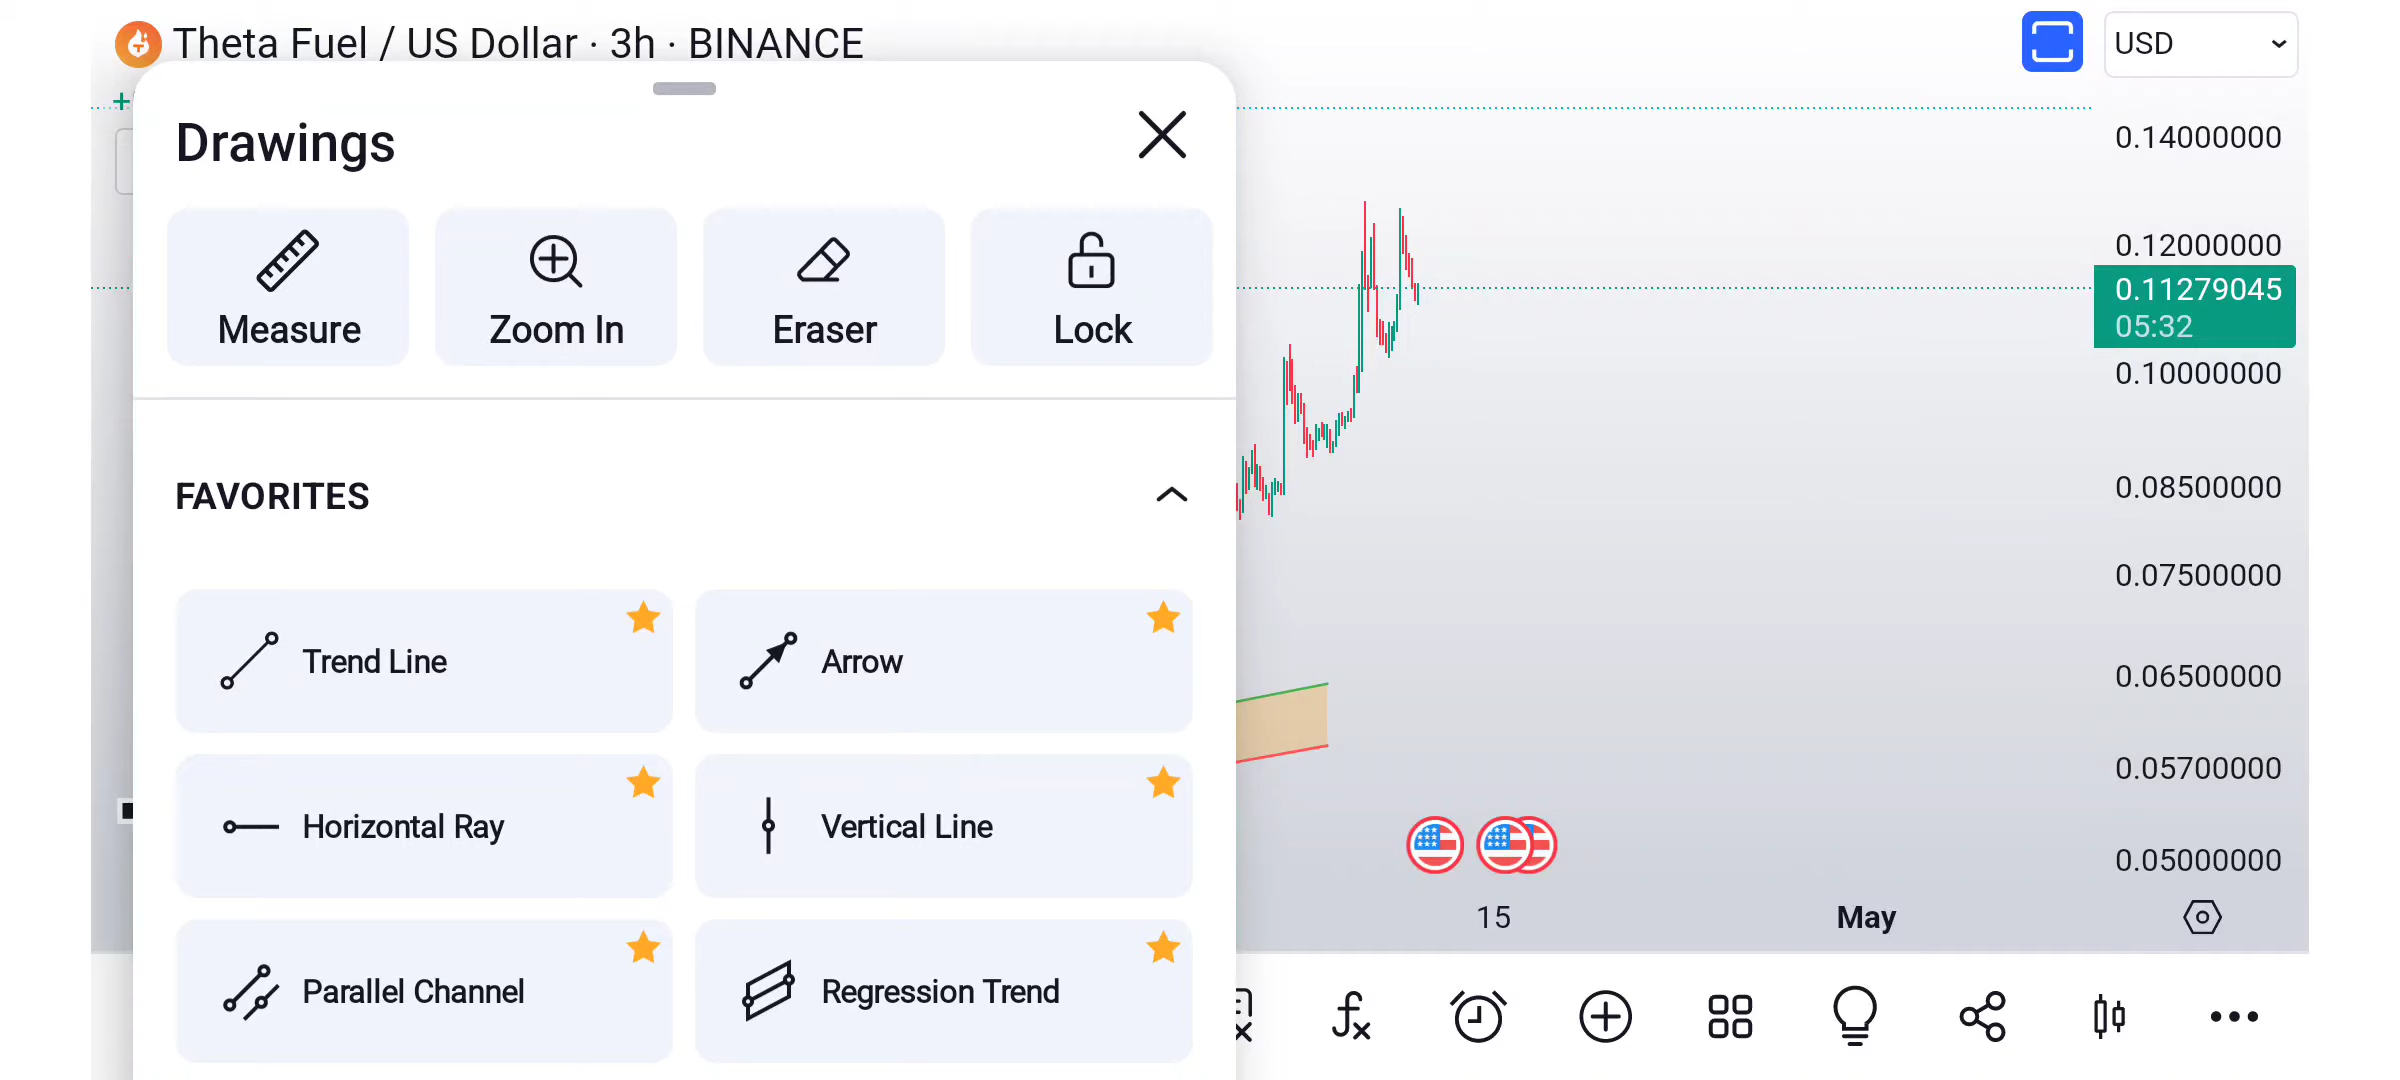 Theta Fuel / US Dollar · 3h · BINANCE
USD
Drawings
Measure
Zoom In
Eraser
Lock
FAVORITES
Trend Line
Arrow
Horizontal Ray
Vertical Line
Parallel Channel
Regression Trend
0.14000000
0.12000000
0.11279045
05:32
0.10000000
0.08500000
0.07500000
0.06500000
0.05700000
0.05000000
15
May